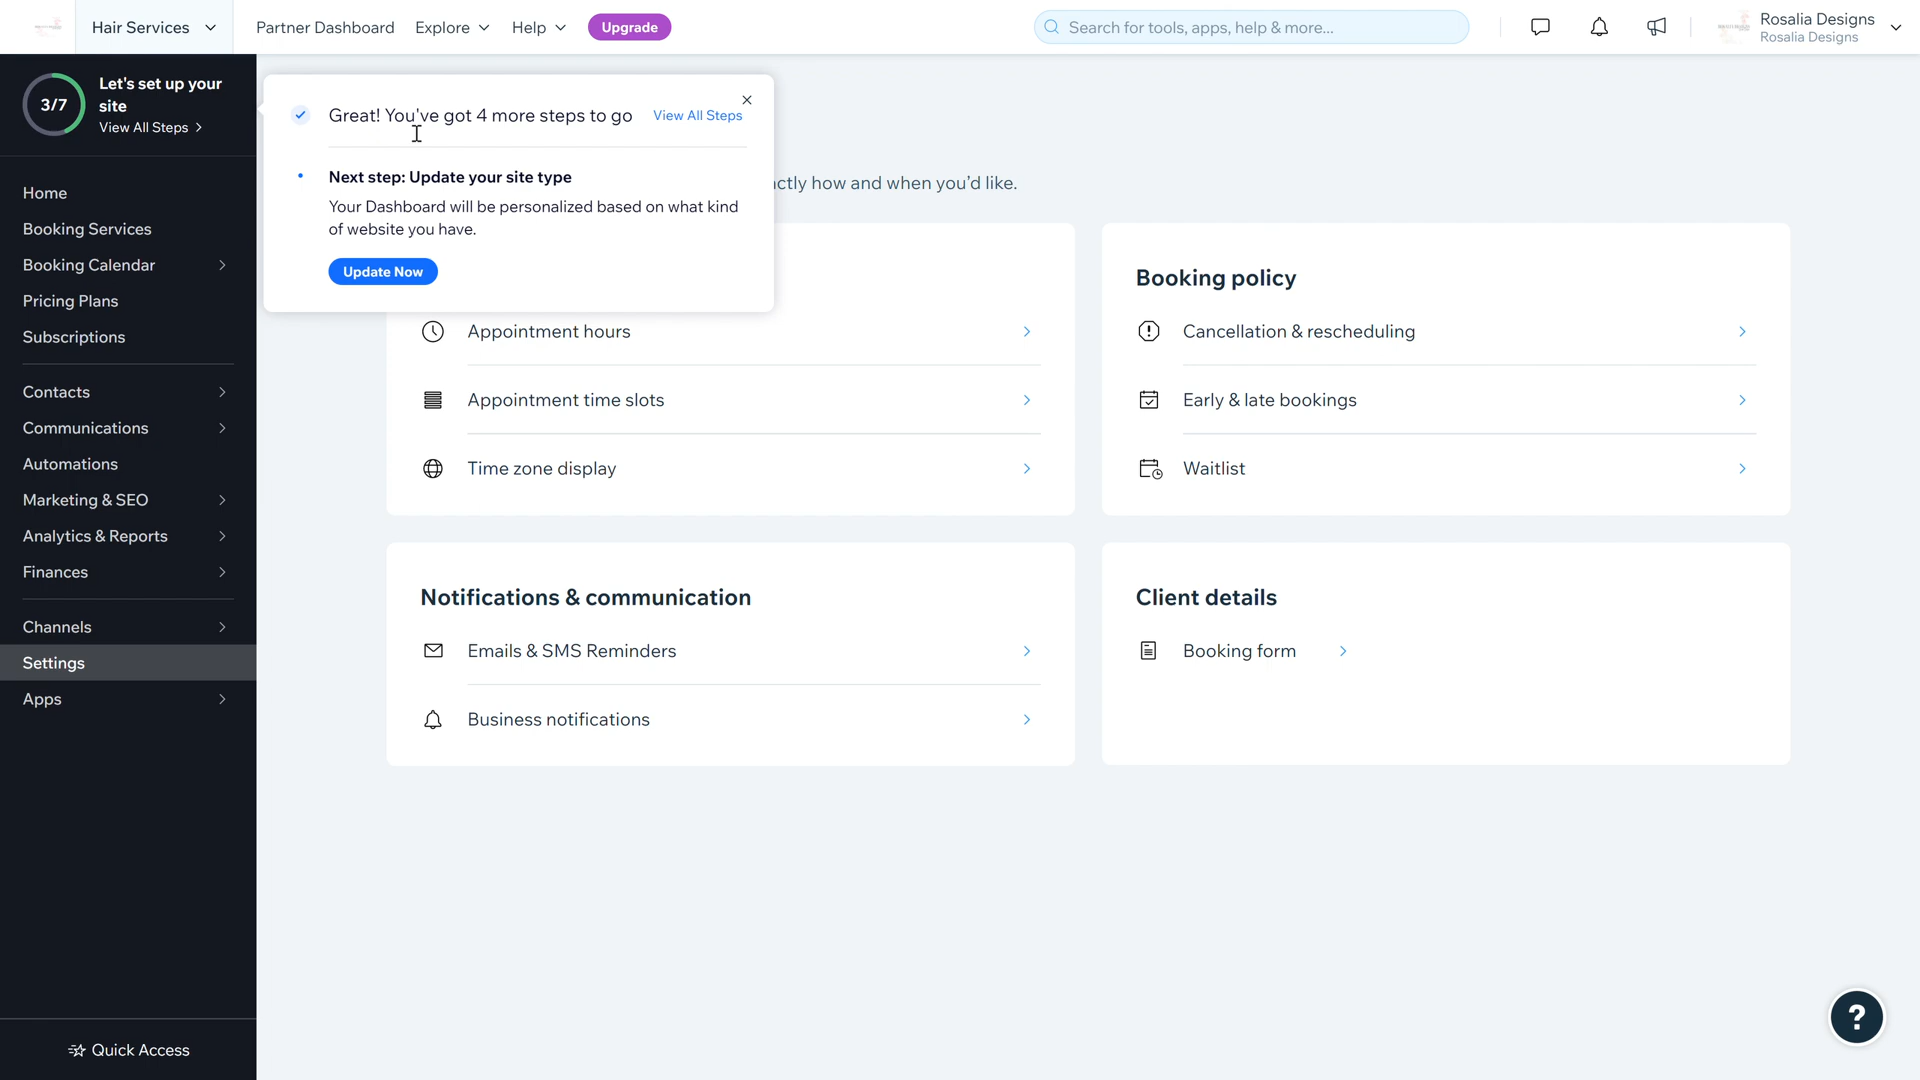 Hair Services
Partner Dashboard
Explore
Help
Upgrade
Search for tools, apps, help & more...
Rosalia Designs
Rosalia Designs
3/7
Let's set up your
site
View All Steps
Home
Booking Services
Booking Calendar
Pricing Plans
Subscriptions
Contacts
Communications
Automations
Marketing & SEO
Analytics & Reports
Finances
Channels
Settings
Apps
Quick Access
Great! You've got 4 more steps to go
View All Steps
Next step: Update your site type
Your Dashboard will be personalized based on what kind
of website you have.
Update Now
how and when you'd like.
Appointment hours
Appointment time slots
Time zone display
Booking policy
Cancellation & rescheduling
Early & late bookings
Waitlist
Notifications & communication
Emails & SMS Reminders
Business notifications
Client details
Booking form
?